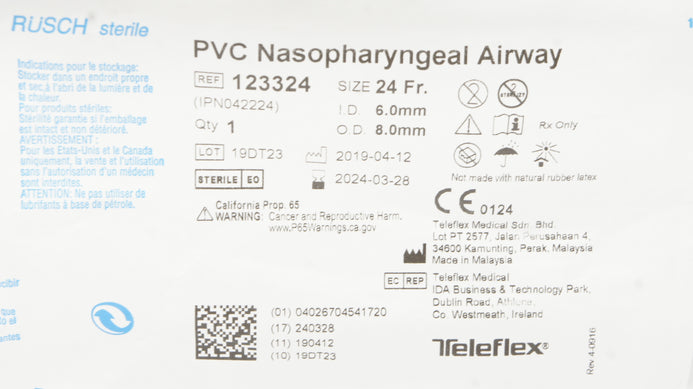 RÜSCH sterile
Indications pour le stockage:
Stocker dans un endroit propre
et sec,à l'abri de la lumière et de
la chaleur.
Pour produits stériles:
Stérilité garantie si l'emballage
est intact et non détérioré.
AVERTISSEMENT:
Pour les États-Unis et le Canada
uniquement, la vente et l'utilisation
sans l'autorisation d'un médecin
sont interdites.
ATTENTION: Ne pas utiliser de
lubrifiants à base de pétrole.
PVC Nasopharyngeal Airway
REF 123324 SIZE 24 Fr.
(IPN042224) I.D. 6.0mm
Qty 1 O.D. 8.0mm
LOT 19DT23 2019-04-12
STERILE EO 2024-03-28
2
Rx Only
Not made with natural rubber latex
California Prop. 65
WARNING: Cancer and Reproductive Harm.
www.P65Warnings.ca.gov
CE 0124
Teleflex Medical Sdn. Bhd.
Lot PT 2577, Jalan Perusahaan 4,
34600 Kamunting, Perak, Malaysia
Made in Malaysia
EC REP Teleflex Medical
IDA Business & Technology Park,
Dublin Road, Athlone,
Co. Westmeath, Ireland
(01) 04026704541720
(17) 240328
(11) 190412
(10) 19DT23
Teleflex®
Rev 4-0916